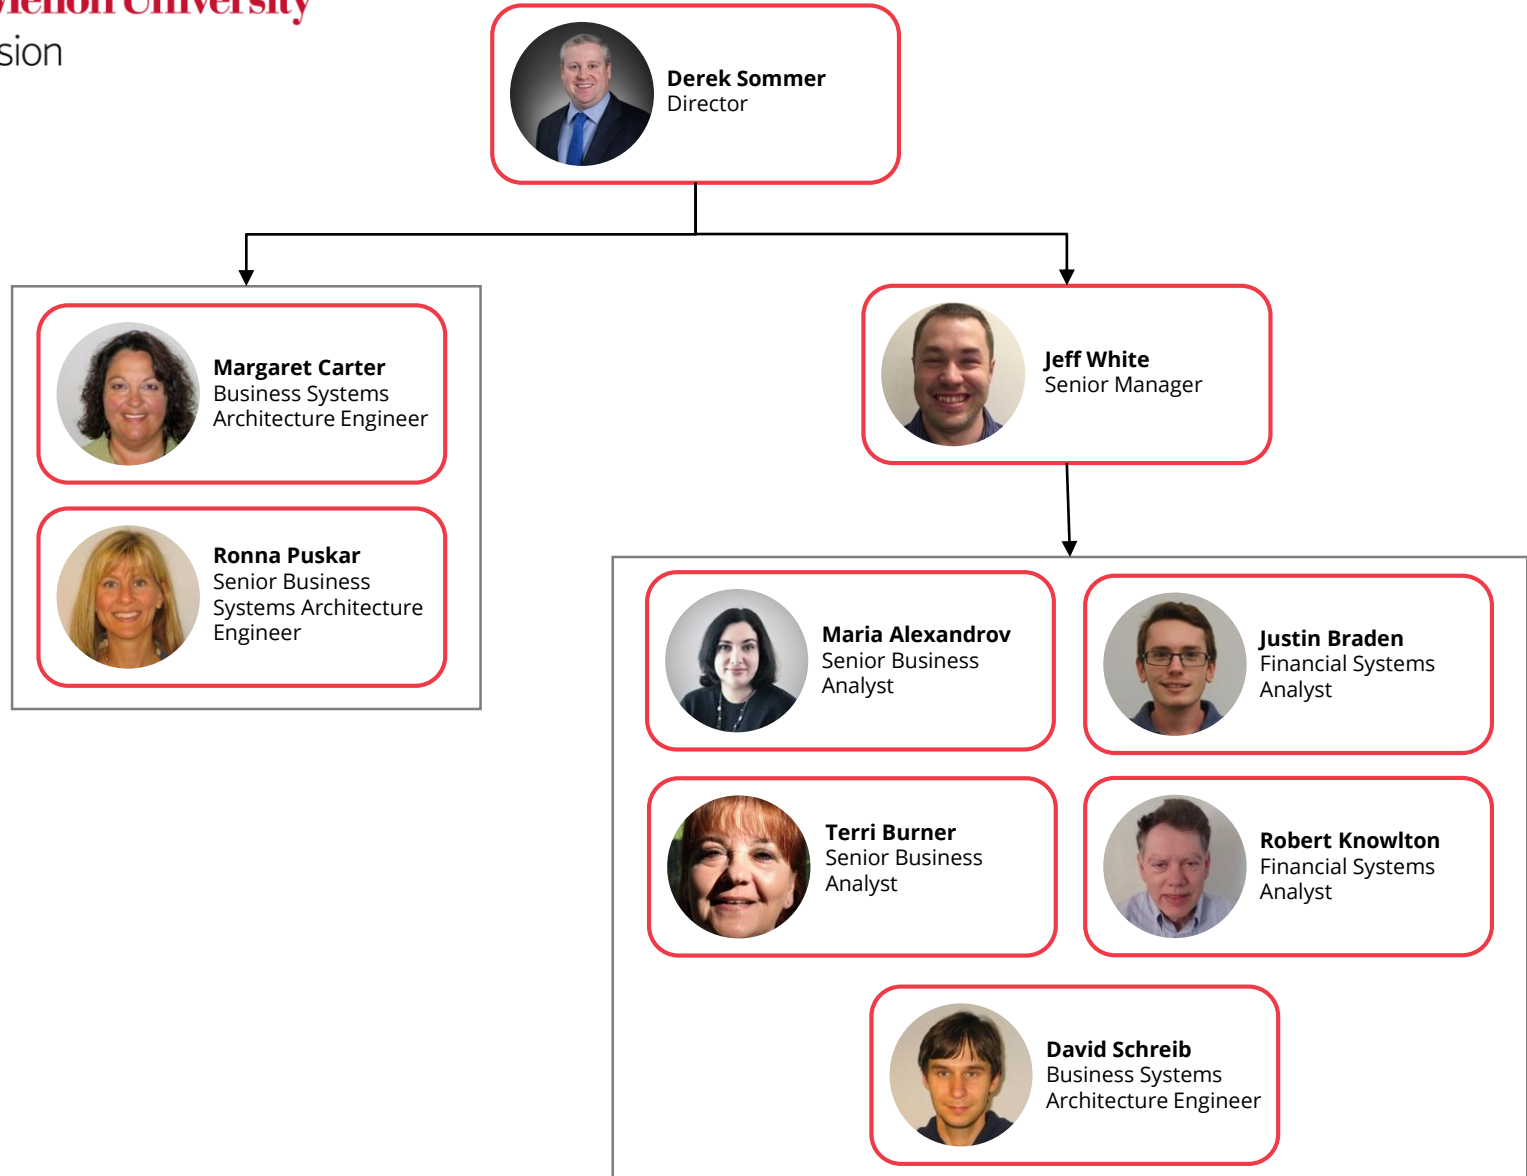 Mellon University
sion
Derek Sommer
Director
Margaret Carter
Business Systems
Architecture Engineer
Ronna Puskar
Senior Business
Systems Architecture
Engineer
Jeff White
Senior Manager
Maria Alexandrov
Senior Business
Analyst
Justin Braden
Financial Systems
Analyst
Terri Burner
Senior Business
Analyst
Robert Knowlton
Financial Systems
Analyst
David Schreib
Business Systems
Architecture Engineer